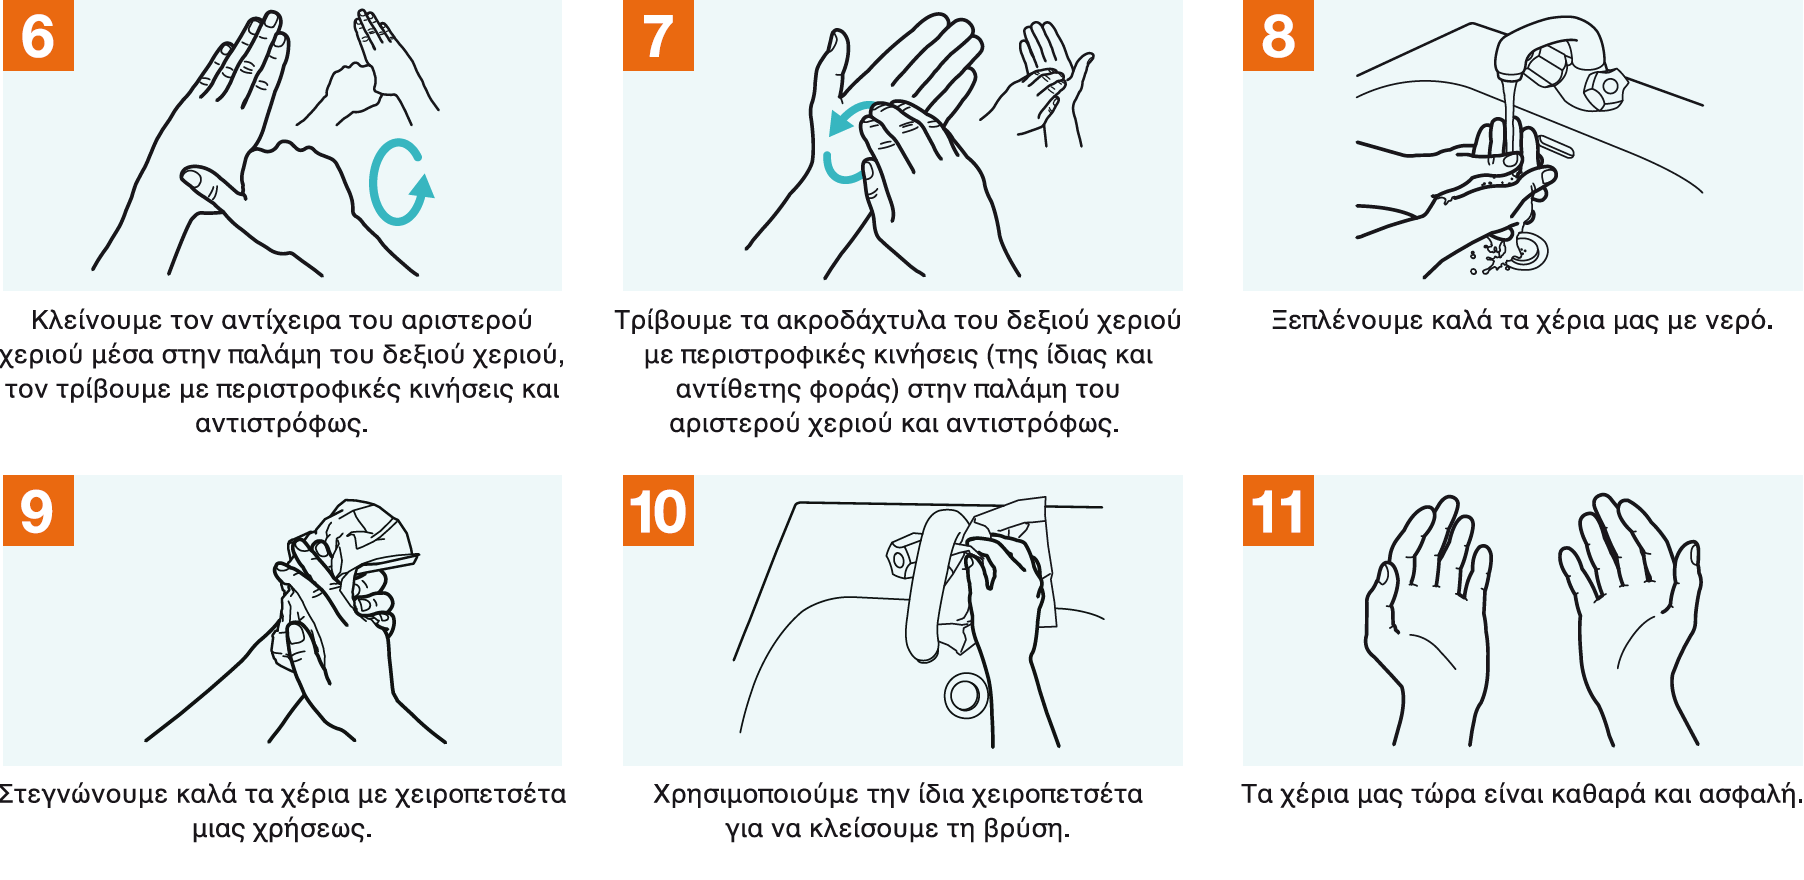 6
Κλείνουμε τον αντίχειρα του αριστερού
χεριού μέσα στην παλάμη του δεξιού χεριού,
τον τρίβουμε με περιστροφικές κινήσεις και
αντιστρόφως.
7
Τρίβουμε τα ακροδάχτυλα του δεξιού χεριού
με περιστροφικές κινήσεις (της ίδιας και
αντίθετης φοράς) στην παλάμη του
αριστερού χεριού και αντιστρόφως.
8
Ξεπλένουμε καλά τα χέρια μας με νερό.
9
Στεγνώνουμε καλά τα χέρια με χειροπετσέτα
μιας χρήσεως.
10
Χρησιμοποιούμε την ίδια χειροπετσέτα
για να κλείσουμε τη βρύση.
11
Τα χέρια μας τώρα είναι καθαρά και ασφαλή.